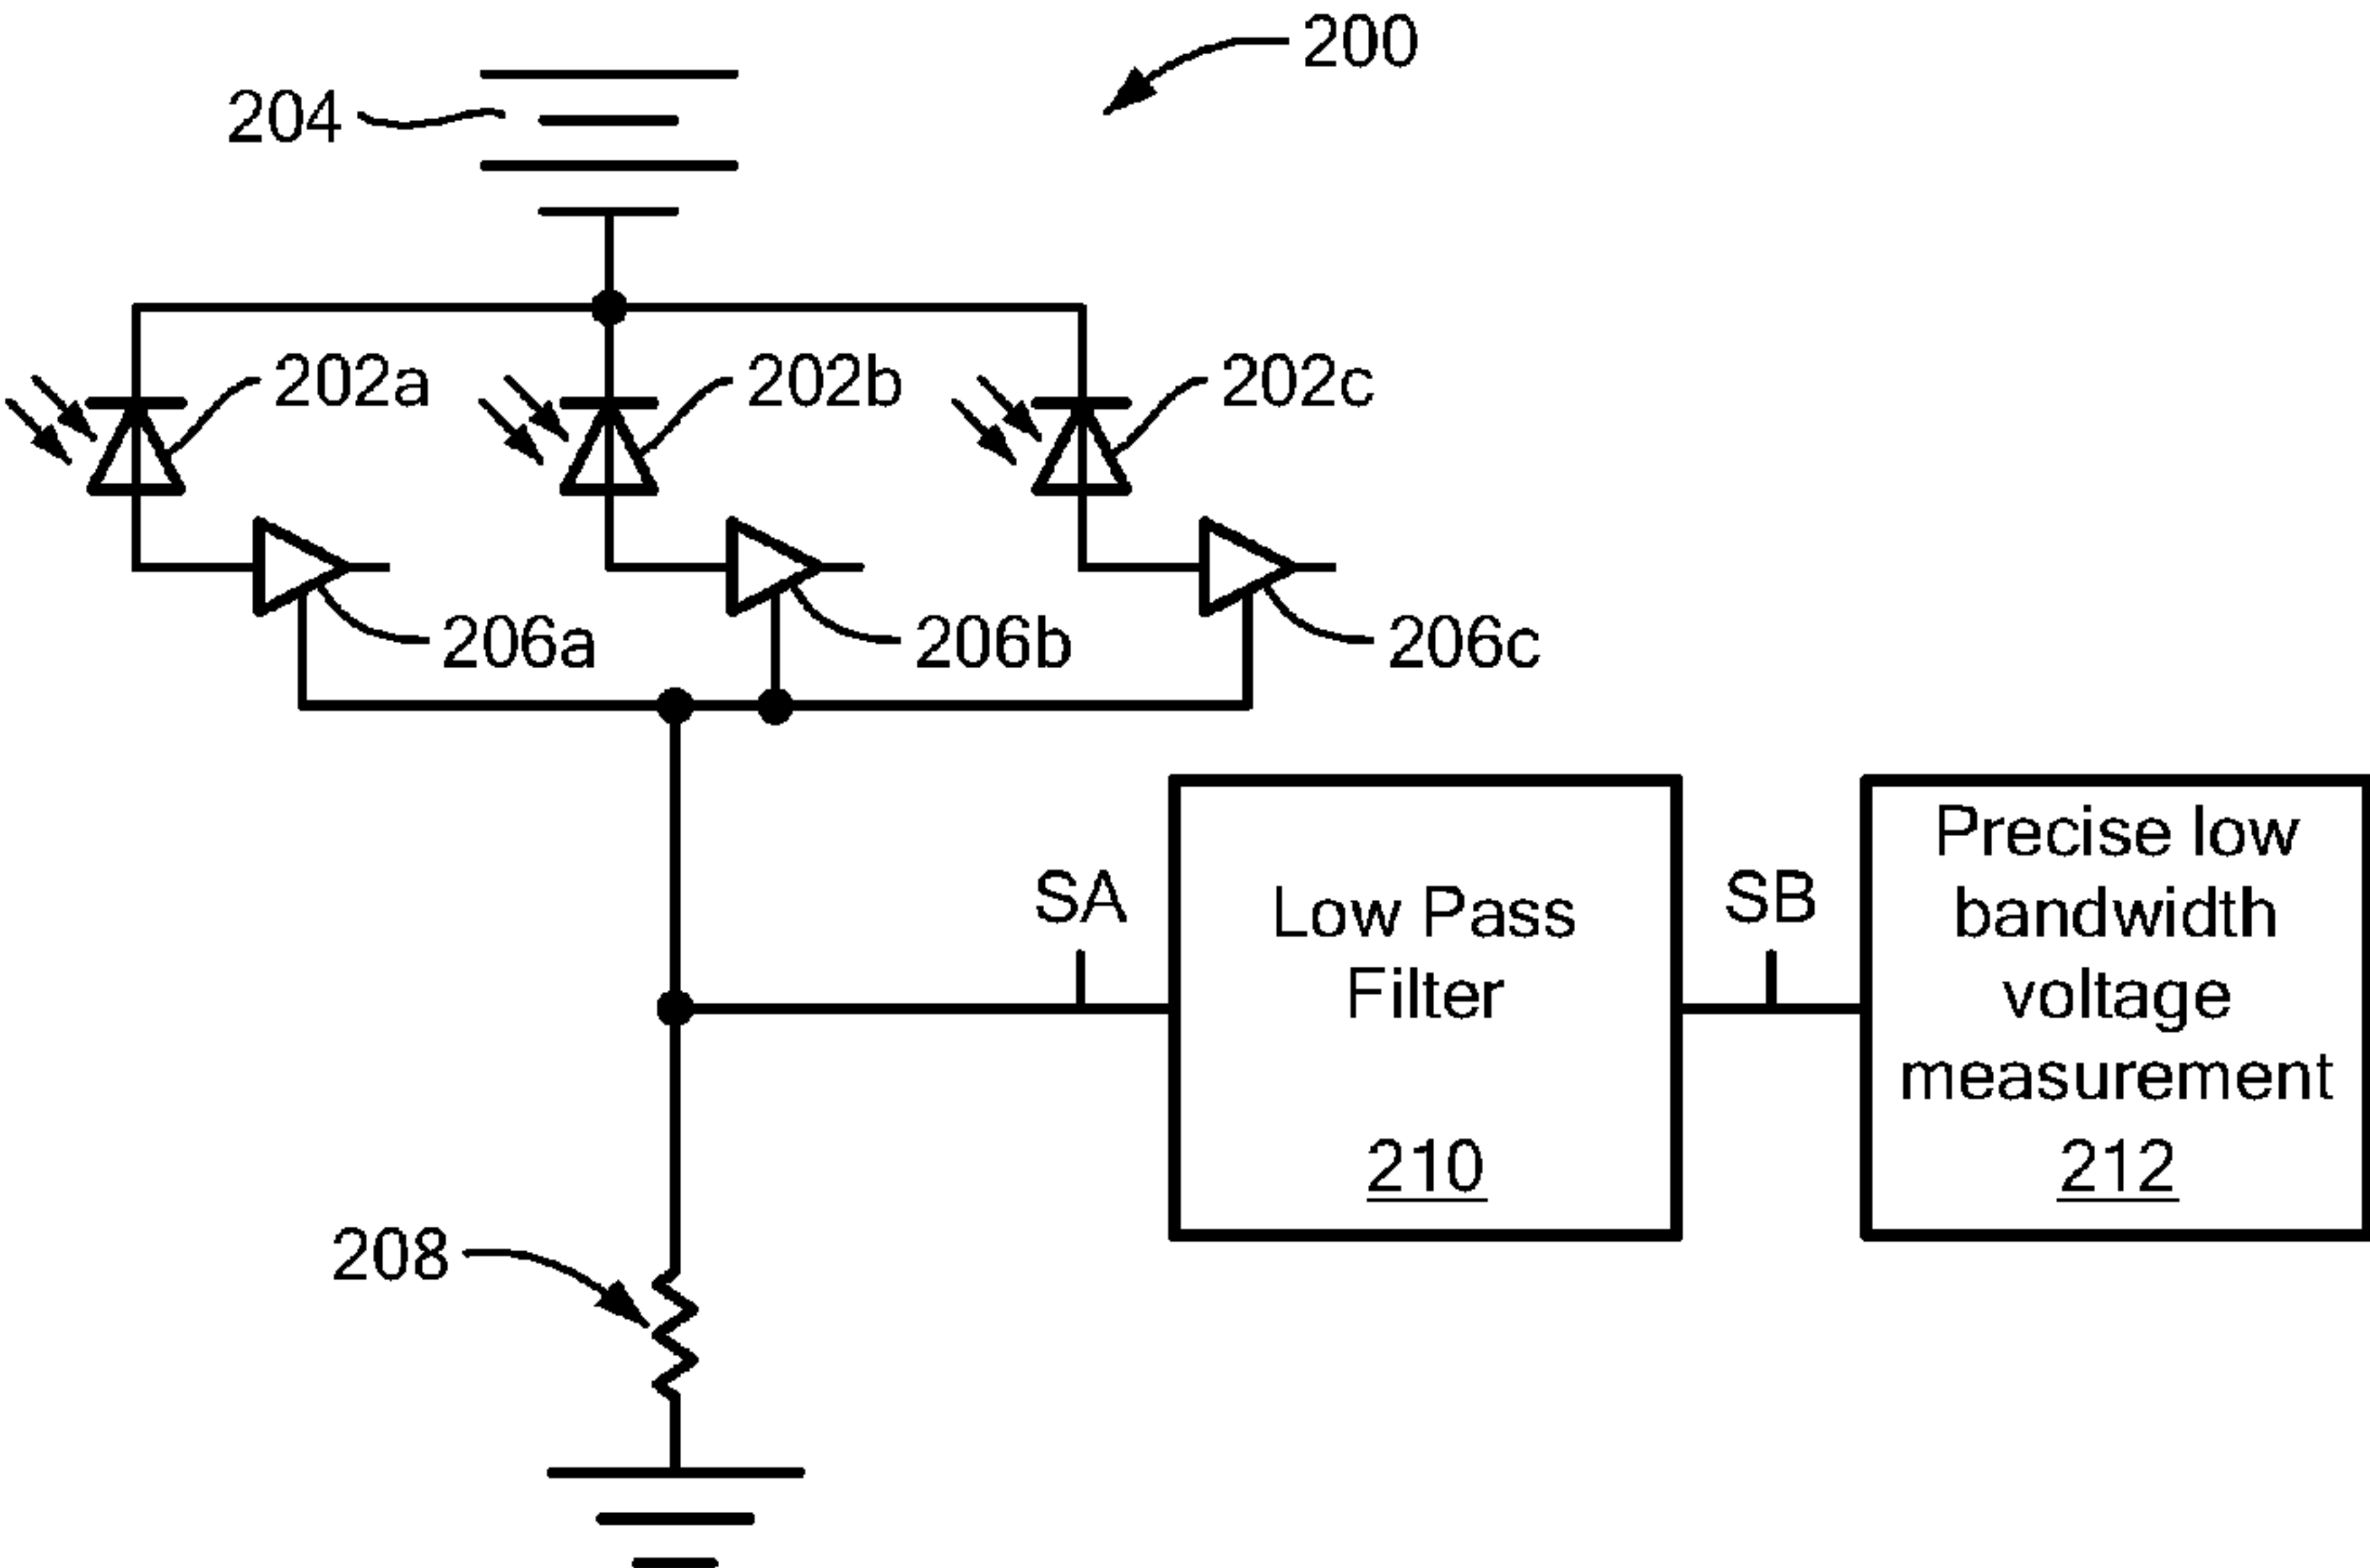 200
204
202a
202b
202c
206a
206b
206c
SA
Low Pass
Filter
210
SB
Precise low
bandwidth
voltage
measurement
212
208